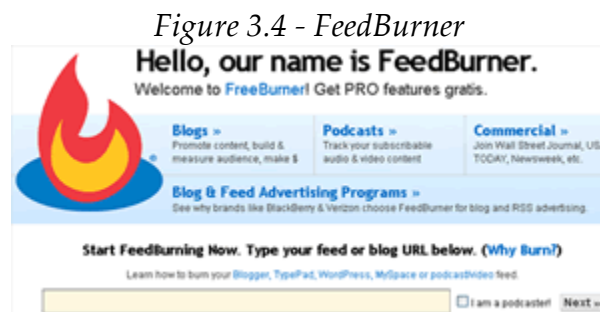 Figure 3.4 - FeedBurner
Hello, our name is FeedBurner.
Welcome to FreeBurner! Get PRO features gratis.
Blogs »
Promote content, build &
measure audience, make $
Podcasts »
Track your subscribable
audio & video content
Commercial »
Join Wall Street Journal, US
TODAY, Newsweek, etc.
Blog & Feed Advertising Programs »
See why brands like BlackBerry & Verizon choose FeedBurner for blog and RSS advertising.
Start FeedBurning Now. Type your feed or blog URL below. (Why Burn?)
Learn how to burn your Blogger, TypePad, WordPress, MySpace or podcast/video feed.
I am a podcaster! Next »